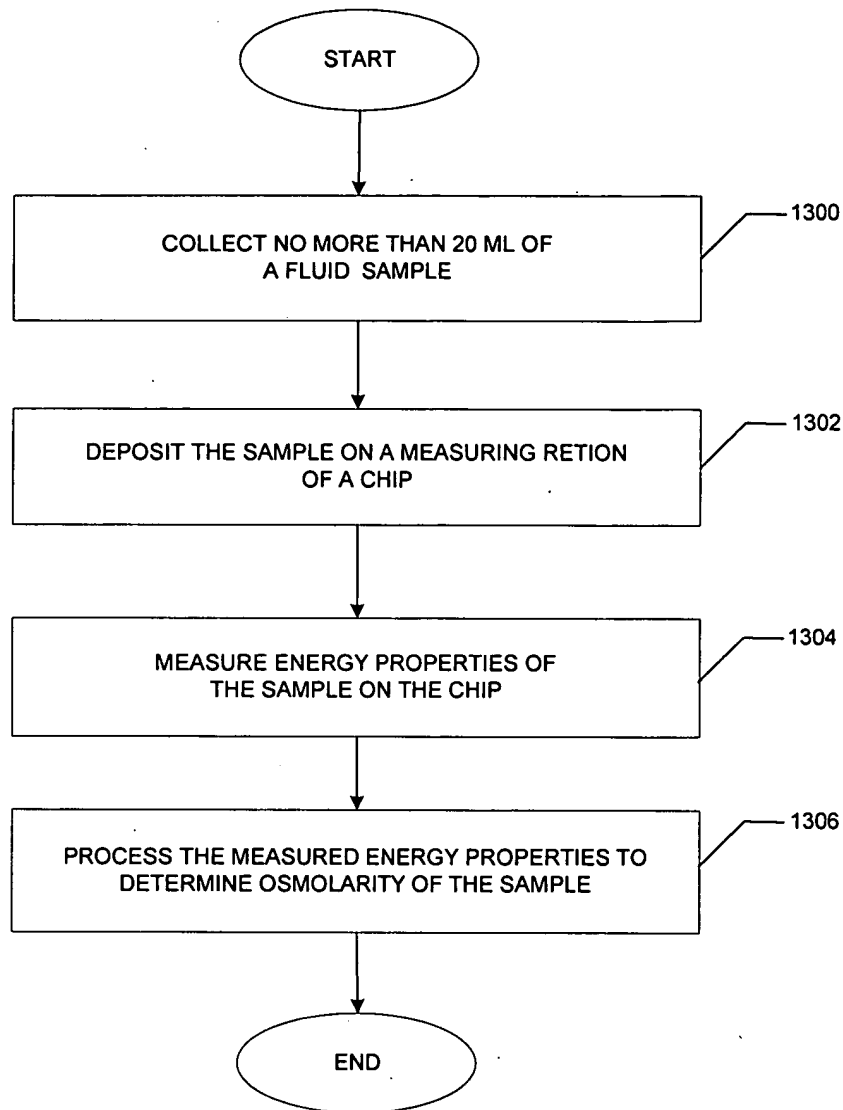 START
COLLECT NO MORE THAN 20 ML OF
A FLUID SAMPLE
1300
DEPOSIT THE SAMPLE ON A MEASURING RETION
OF A CHIP
1302
MEASURE ENERGY PROPERTIES OF
THE SAMPLE ON THE CHIP
1304
PROCESS THE MEASURED ENERGY PROPERTIES TO
DETERMINE OSMOLARITY OF THE SAMPLE
1306
END